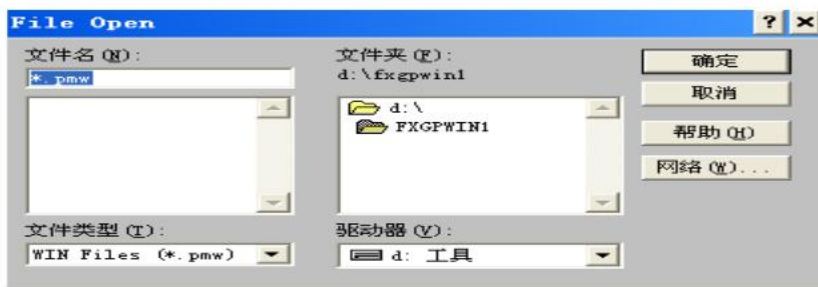 File Open
文件名(N):
*.pmw
文件类型(T):
WIN Files (*.pmw)
文件夹(F):
d:\fxgpwin1
d:\
FXGPWIN1
驱动器(V):
d: 工具
确定
取消
帮助(H)
网络(W)...